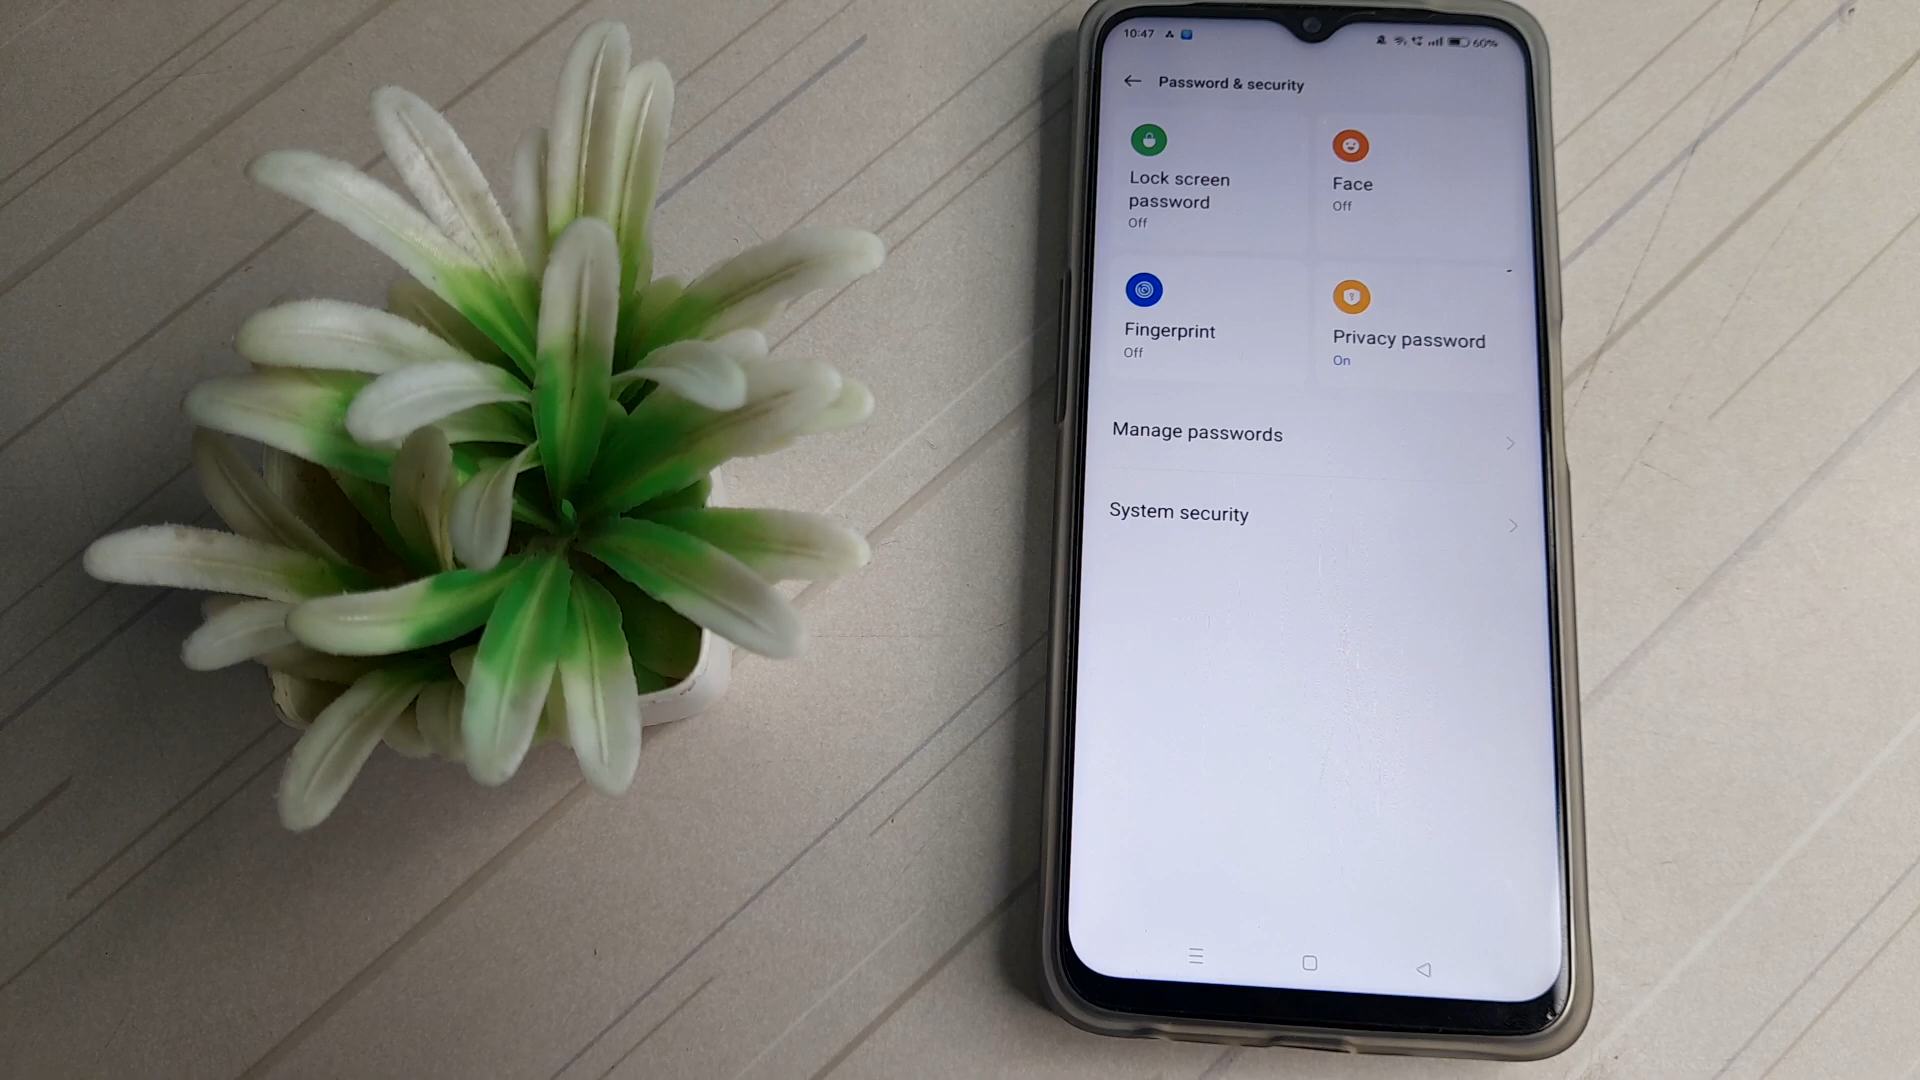 10:47
60%
Password & security
Lock screen
password
Off
Face
Off
Fingerprint
Off
Privacy password
On
Manage passwords
System security